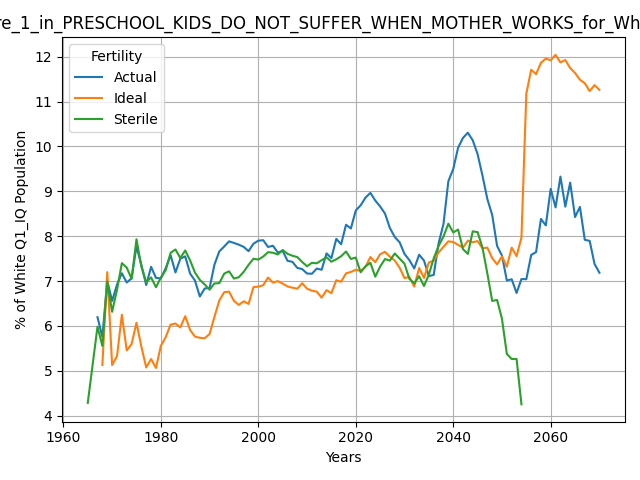 re_1_in_PRESCHOOL_KIDS_DO_NOT_SUFFER_WHEN_MOTHER_WORKS_for_Whi
Fertility
Actual
Ideal
Sterile
% of White Q1_IQ Population
12
11
10
9
8
7
6
5
4
1960
1980
2000
2020
2040
2060
Years